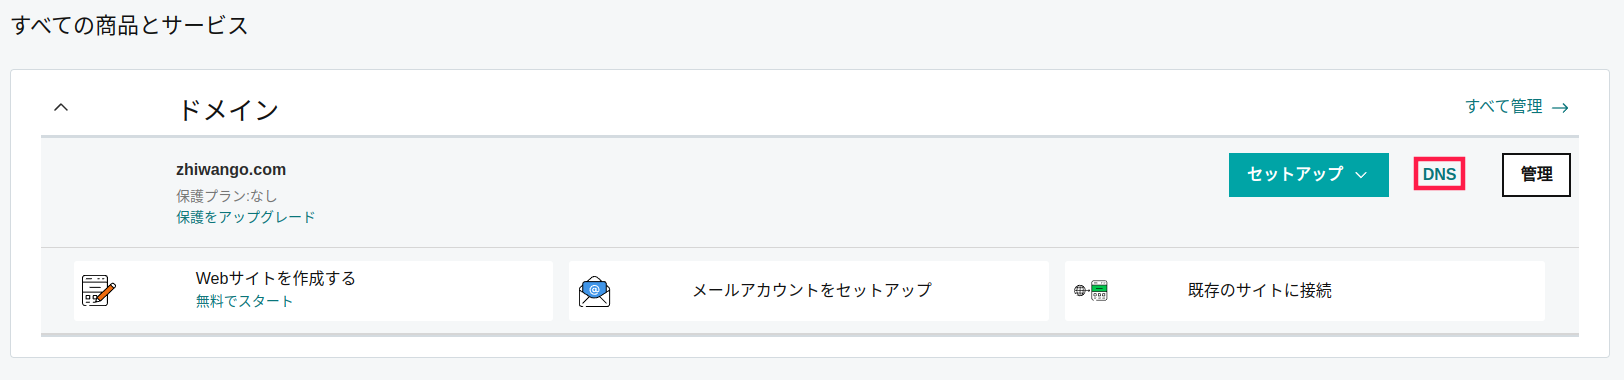 すべての商品とサービス
ドメイン
すべて管理 →
zhiwango.com
セットアップ
DNS
管理
保護プラン:なし
保護をアップグレード
Webサイトを作成する
無料でスタート
@
メールアカウントをセットアップ
既存のサイトに接続